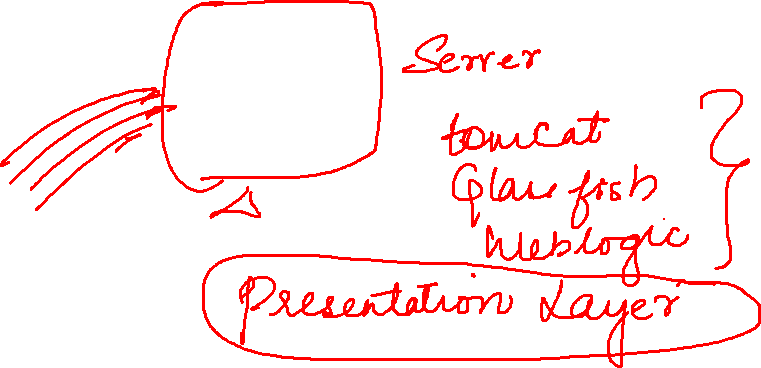 Server
tomcat
Glassfish
Weblogic
Presentation Layer